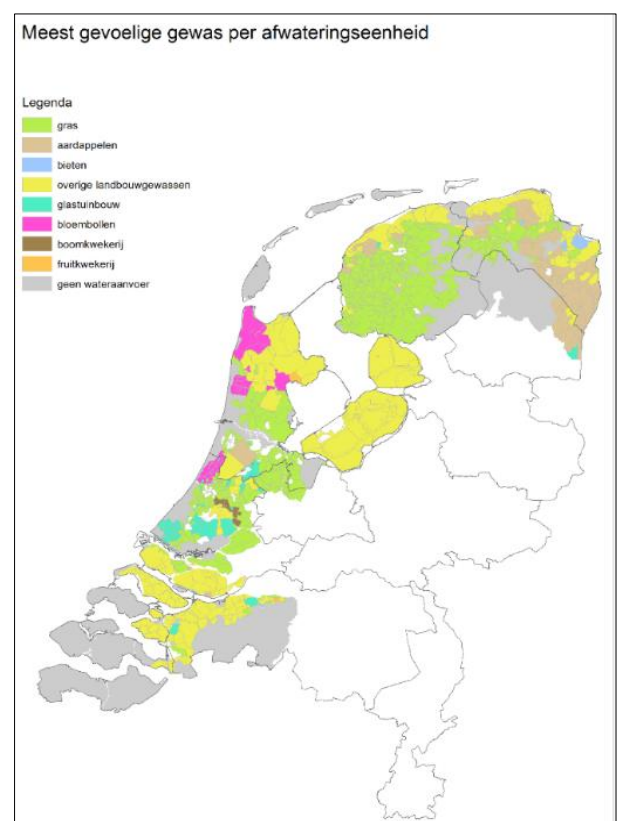 Meest gevoelige gewas per afwateringseenheid
Legenda
gras
aardappelen
bieten
overige landbouwgewassen
glastuinbouw
bloembollen
boomkwekerij
fruitkwekerij
geen wateraanvoer